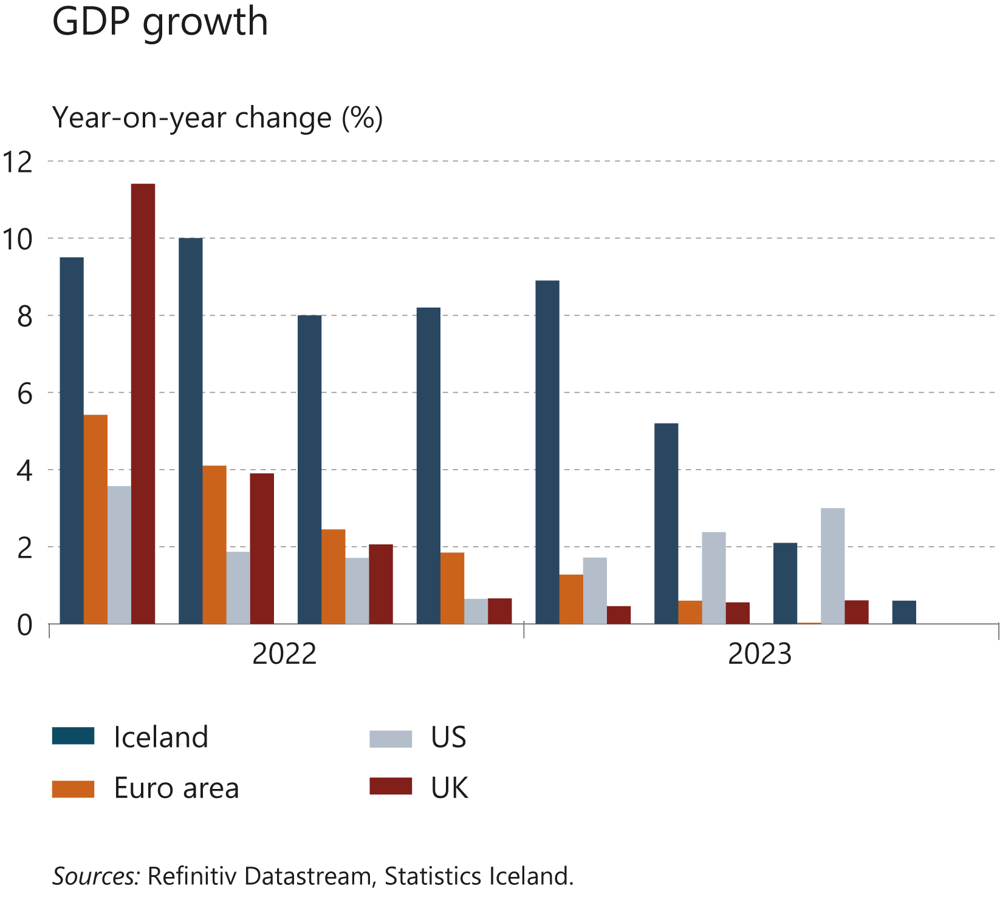 GDP growth
Year-on-year change (%)
12
10
8
6
4
2
0
2022 2023
Iceland US
Euro area UK
Sources: Refinitiv Datastream, Statistics Iceland.